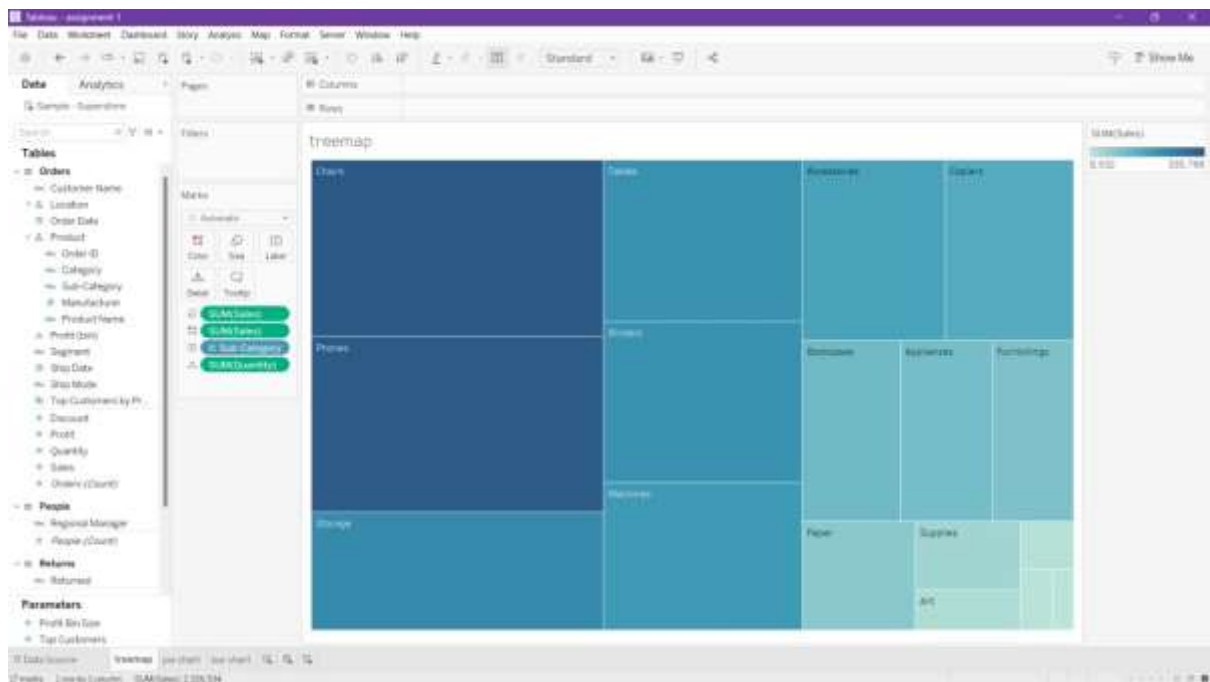 Tableau - assignment 1
File Data Worksheet Dashboard Story Analysis Map Format Server Window Help
Standard
Show Me
Data Analytics
Pages
Columns
Sample - Superstore
Rows
Search
Filters
treemap
SUM(Sales)
Tables
Orders
Customer Name
Location
Order Date
Product
Order ID
Category
Sub-Category
Manufacturer
Product Name
Profit (bin)
Segment
Ship Date
Ship Mode
Top Customers by Pr..
Discount
Profit
Quantity
Sales
Orders (Count)
People
Regional Manager
People (Count)
Returns
Returned
Parameters
Profit Bin Size
Top Customers
Marks
Automatic
Color Size Label
Detail Tooltip
SUM(Sales)
SUM(Sales)
Sub-Category
SUM(Quantity)
Chairs
Phones
Storage
Tables
Binders
Machines
Accessories
Copiers
Bookcases
Appliances
Furnishings
Paper
Supplies
Art
Data Source treemap pie chart
17 marks